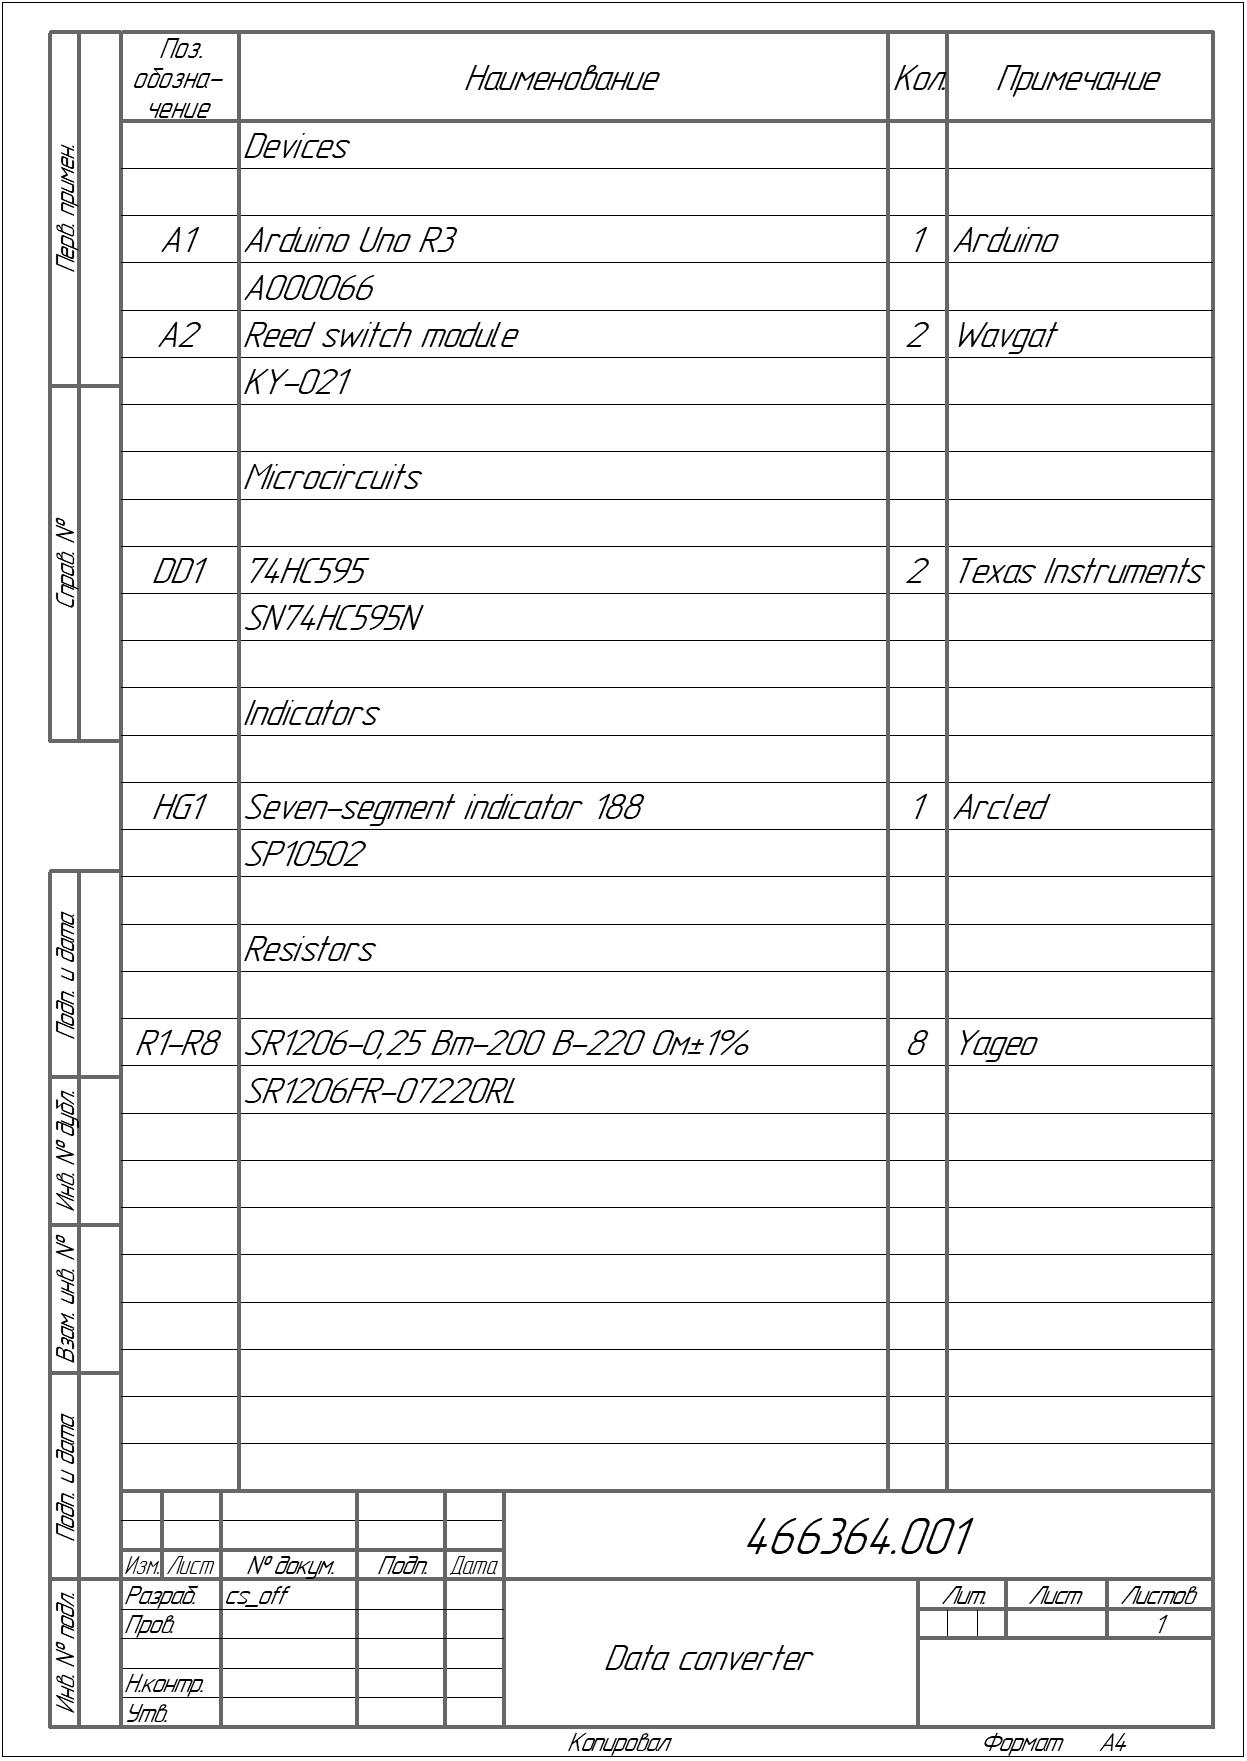 Поз.
обозна-
чение
Наименование
Кол.
Примечание
Devices
A1 Arduino Uno R3 1 Arduino
A000066
A2 Reed switch module 2 Wavgat
KY-021
Microcircuits
DD1 74HC595 2 Texas Instruments
SN74HC595N
Indicators
HG1 Seven-segment indicator 188 1 Arcled
SP10502
Resistors
R1-R8 SR1206-0,25 Вт-200 В-220 Ом±1% 8 Yageo
SR1206FR-07220RL
Перв. примен.
Справ. №
Подп. и дата
Инв. № дубл.
Взам. инв. №
Подп. и дата
Инв. № подл.
466364.001
Изм. Лист № докум. Подп. Дата
Разраб. cs_off
Пров.
Н.контр.
Утв.
Data converter
Лит. Лист Листов
1
Копировал Формат А4